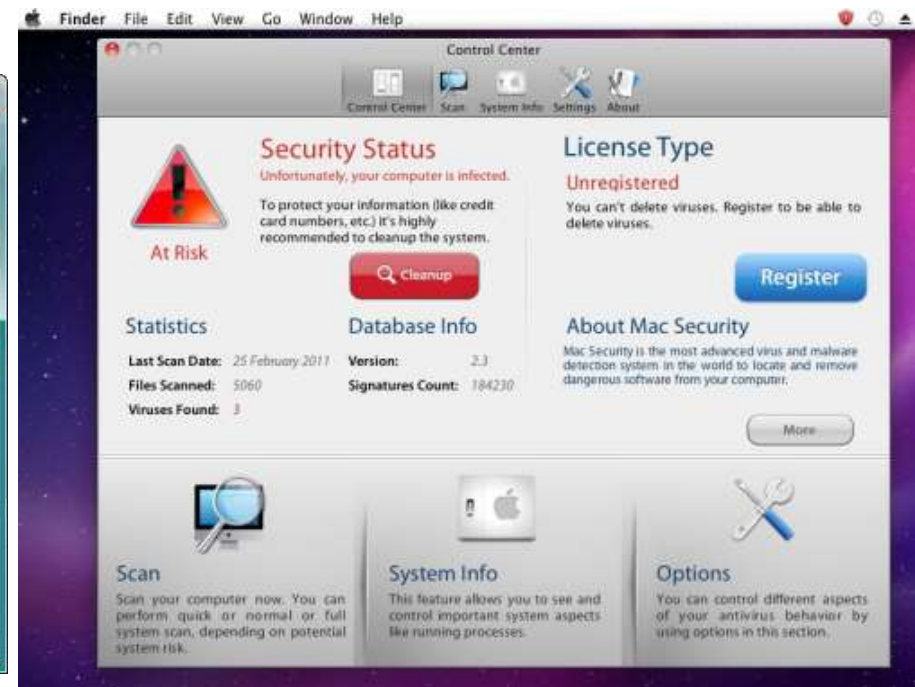 Finder File Edit View Go Window Help
Control Center
Control Center Scan System Info Settings About
Security Status
Unfortunately, your computer is infected.
To protect your information (like credit
card numbers, etc.) it's highly
recommended to cleanup the system.
At Risk
Cleanup
License Type
Unregistered
You can't delete viruses. Register to be able to
delete viruses.
Register
Statistics
Last Scan Date: 25 February 2011
Files Scanned: 5060
Viruses Found: 3
Database Info
Version: 2.3
Signatures Count: 184230
About Mac Security
Mac Security is the most advanced virus and malware
detection system in the world to locate and remove
dangerous software from your computer.
More
Scan
Scan your computer now. You can
perform quick or normal or full
system scan, depending on potential
system risk.
System Info
This feature allows you to see and
control important system aspects
like running processes.
Options
You can control different aspects
of your antivirus behavior by
using options in this section.